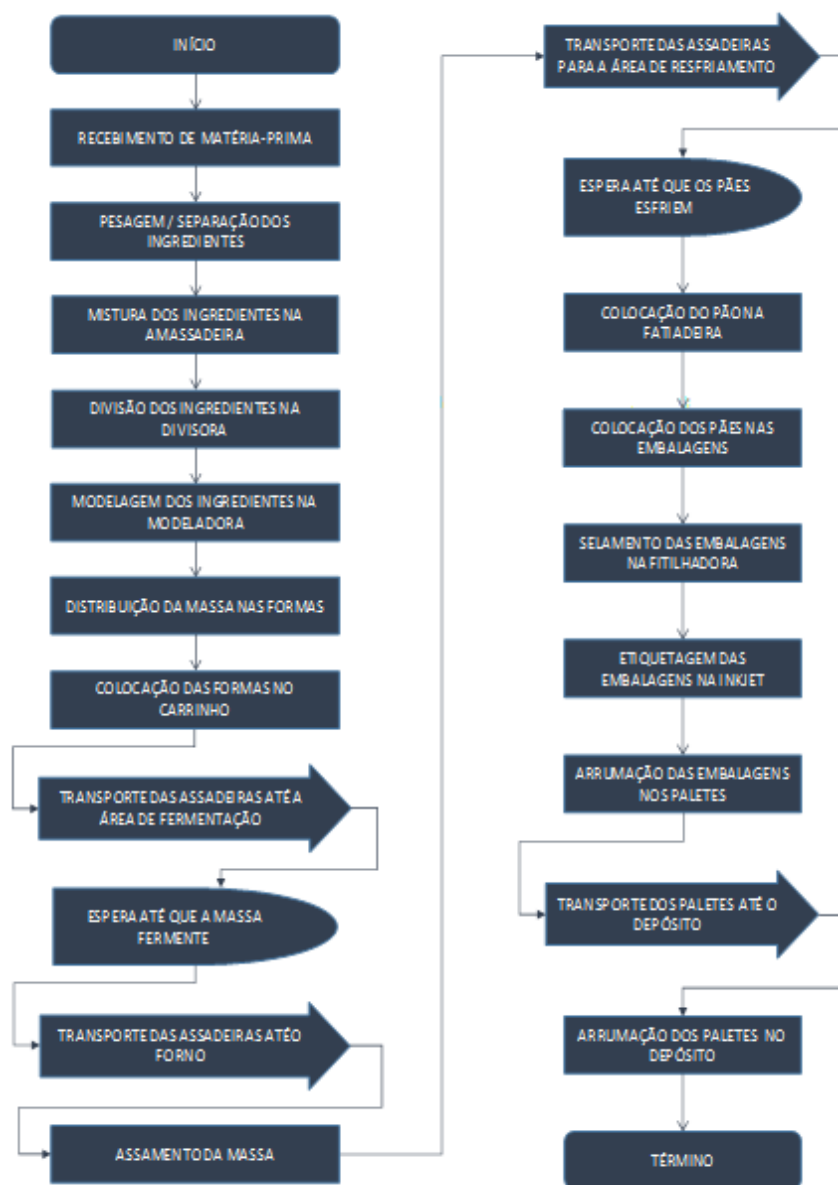 INÍCIO
RECEBIMENTO DE MATÉRIA-PRIMA
PESAGEM / SEPARAÇÃO DOS
INGREDIENTES
MISTURA DOS INGREDIENTES NA
AMASSADEIRA
DIVISÃO DOS INGREDIENTES NA
DIVISORA
MODELAGEM DOS INGREDIENTES NA
MODELADORA
DISTRIBUIÇÃO DA MASSA NAS FORMAS
COLOCAÇÃO DAS FORMAS NO
CARRINHO
TRANSPORTE DAS ASSADEIRAS ATÉ A
ÁREA DE FERMENTAÇÃO
ESPERA ATÉ QUE A MASSA
FERMENTE
TRANSPORTE DAS ASSADEIRAS ATÉ O
FORNO
ASSAMENTO DA MASSA
TRANSPORTE DAS ASSADEIRAS
PARA A ÁREA DE RESFRIAMENTO
ESPERA ATÉ QUE OS PÃES
ESFRIEM
COLOCAÇÃO DO PÃO NA
FATIADEIRA
COLOCAÇÃO DOS PÃES NAS
EMBALAGENS
SELAMENTO DAS EMBALAGENS
NA FITILHADORA
ETIQUETAGEM DAS
EMBALAGENS NA INKJET
ARRUMAÇÃO DAS EMBALAGENS
NOS PALETES
TRANSPORTE DOS PALETES ATÉ O
DEPÓSITO
ARRUMAÇÃO DOS PALETES NO
DEPÓSITO
TÉRMINO